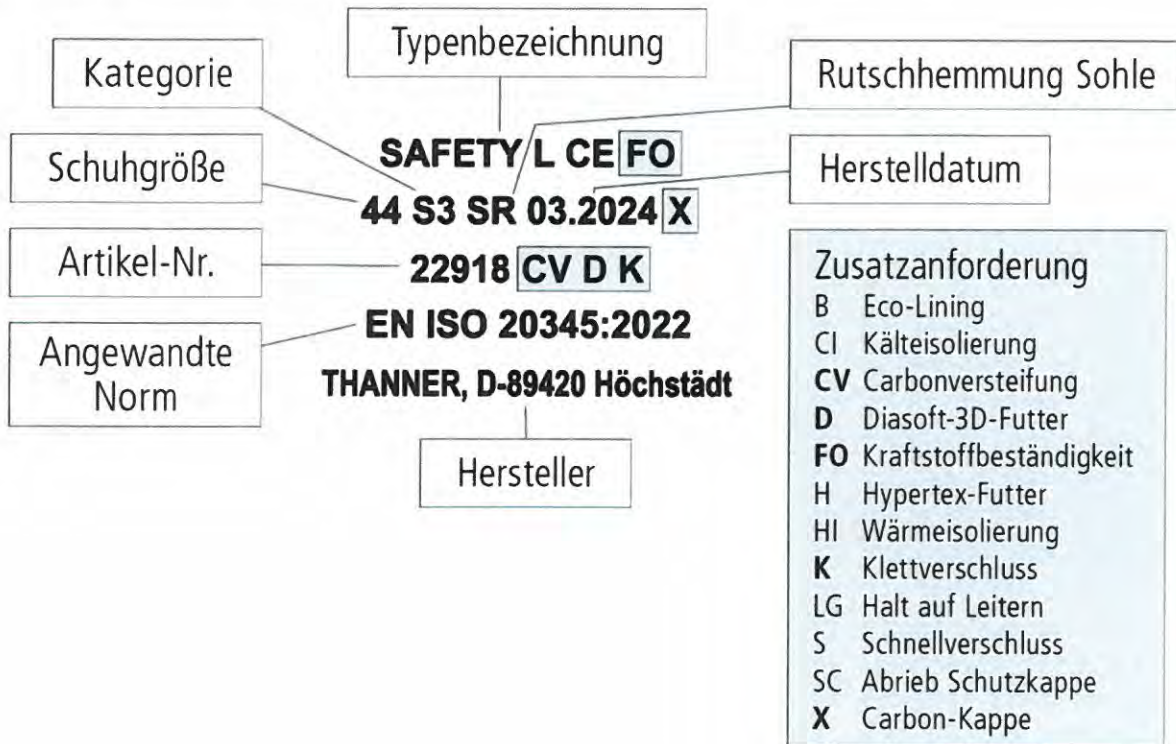 Typenbezeichnung
Kategorie
Rutschhemmung Sohle
Schuhgröße
SAFETY L CE FO
Herstelldatum
44 S3 SR 03.2024 X
Artikel-Nr.
22918 CV D K
Angewandte
Norm
EN ISO 20345:2022
THANNER, D-89420 Höchstädt
Hersteller
Zusatzanforderung
B Eco-Lining
CI Kälteisolierung
CV Carbonversteifung
D Diasoft-3D-Futter
FO Kraftstoffbeständigkeit
H Hypertex-Futter
HI Wärmeisolierung
K Klettverschluss
LG Halt auf Leitern
S Schnellverschluss
SC Abrieb Schutzkappe
X Carbon-Kappe